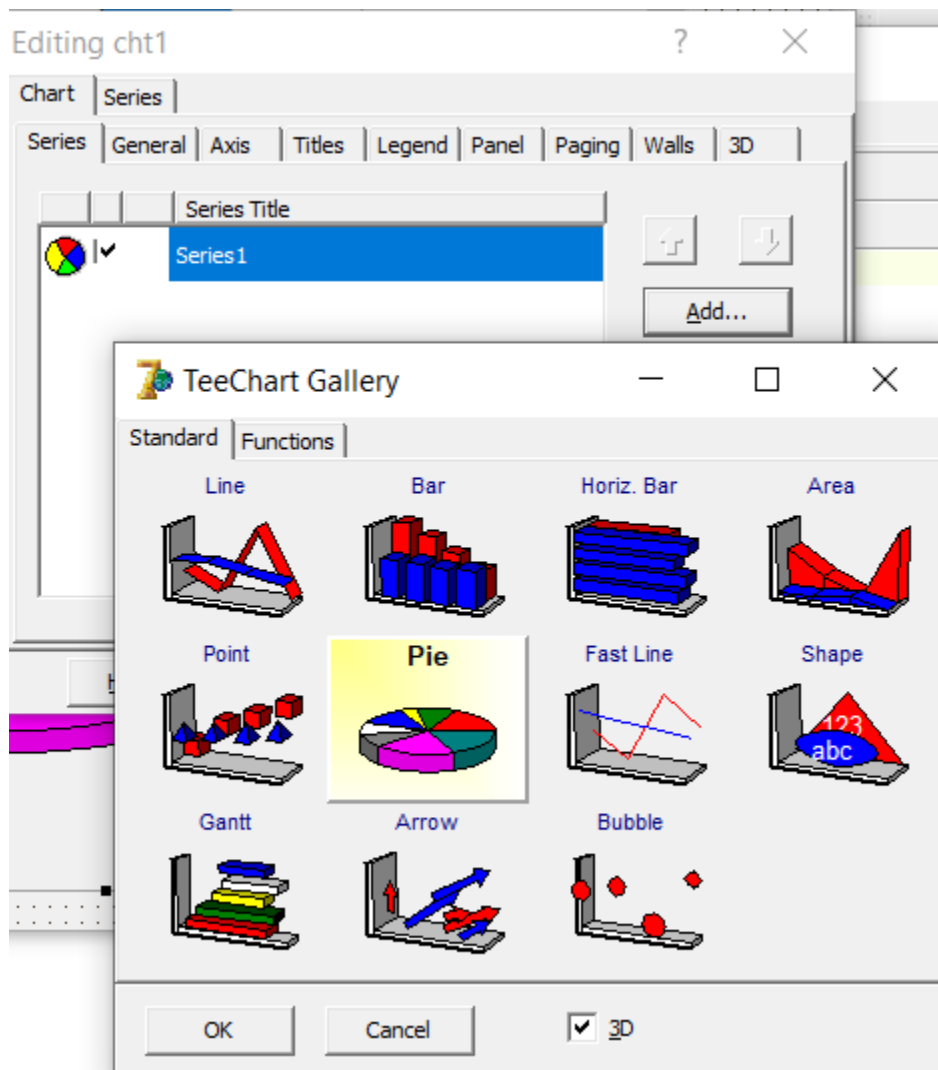 Editing cht1 ?
Chart Series
Series General Axis Titles Legend Panel Paging Walls 3D
Series Title
Series1
Add...
TeeChart Gallery
Standard Functions
Line Bar Horiz. Bar Area
Point Pie Fast Line Shape
123
abc
Gantt Arrow Bubble
OK Cancel 3D